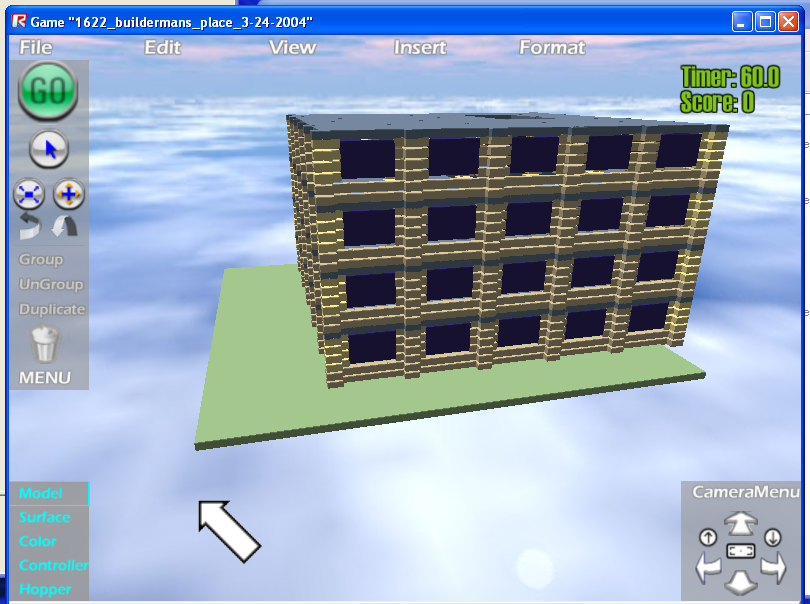 Game "1622_buildermans_place_3-24-2004"
File Edit View Insert Format
GO
Timer: 60.0
Score: 0
Group
UnGroup
Duplicate
MENU
Model
Surface
Color
Controller
Hopper
CameraMenu